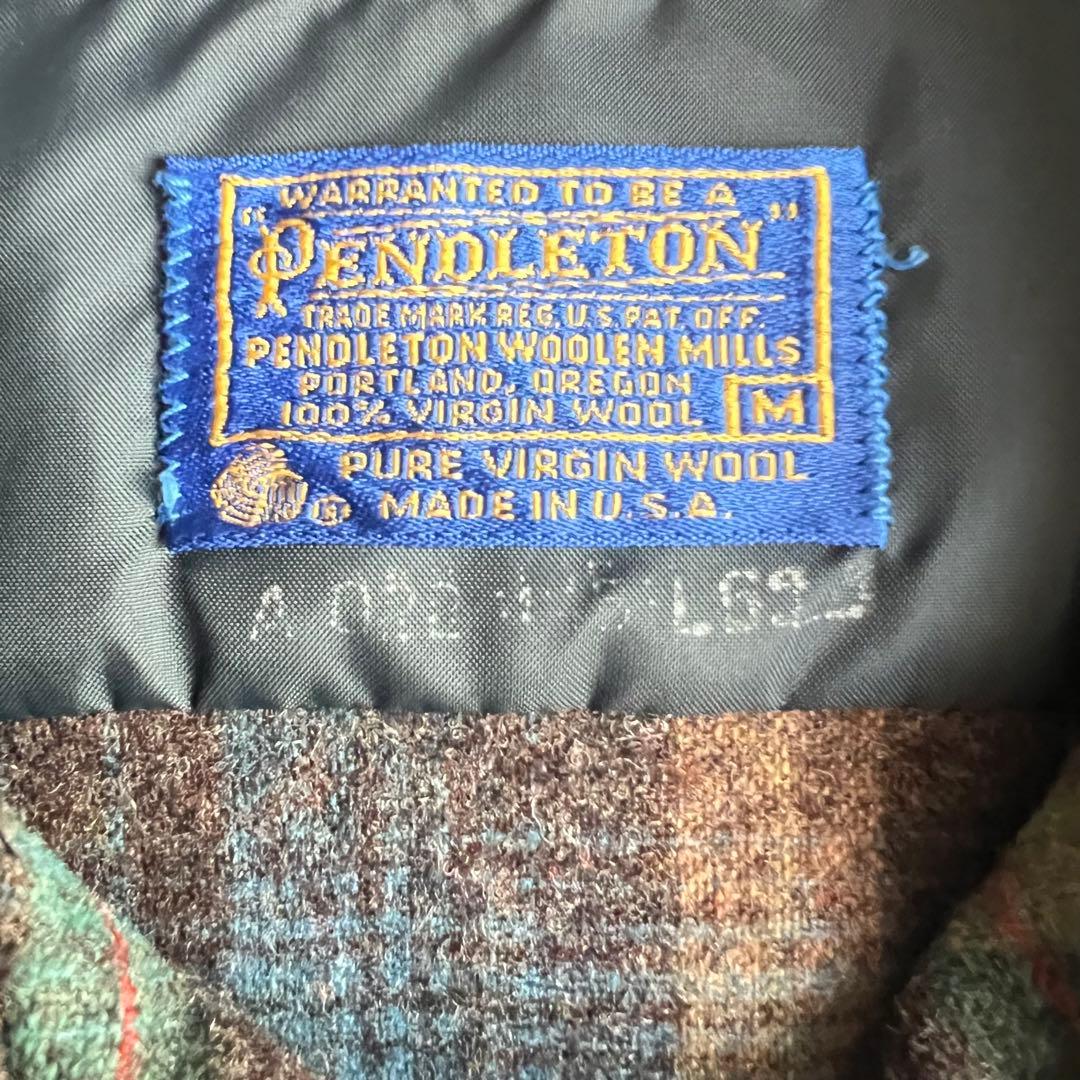 WARRANTED TO BE A
"PENDLETON"
TRADE MARK REG. U.S. PAT. OFF.
PENDLETON WOOLEN MILLS
PORTLAND, OREGON
100% VIRGIN WOOL M
PURE VIRGIN WOOL
® MADE IN U.S.A.